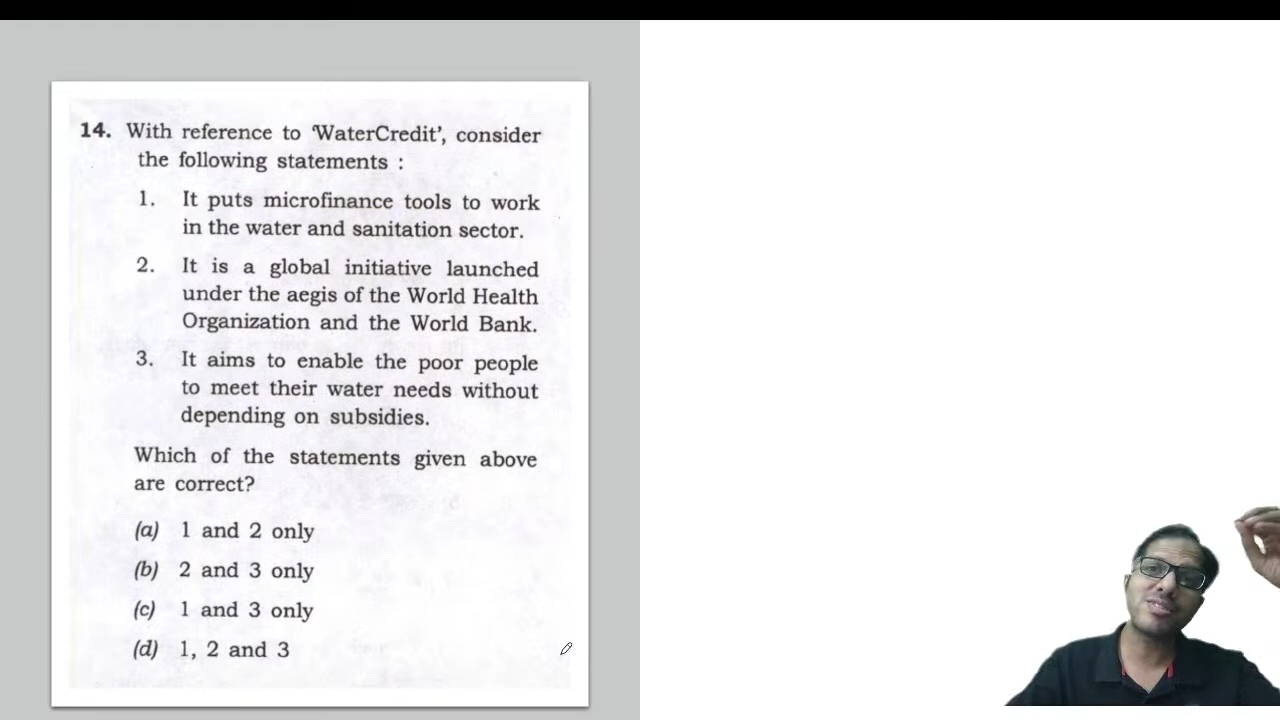 14. With reference to ‘WaterCredit’, consider
the following statements :
1. It puts microfinance tools to work
in the water and sanitation sector.
2. It is a global initiative launched
under the aegis of the World Health
Organization and the World Bank.
3. It aims to enable the poor people
to meet their water needs without
depending on subsidies.
Which of the statements given above
are correct?
(a) 1 and 2 only
(b) 2 and 3 only
(c) 1 and 3 only
(d) 1, 2 and 3